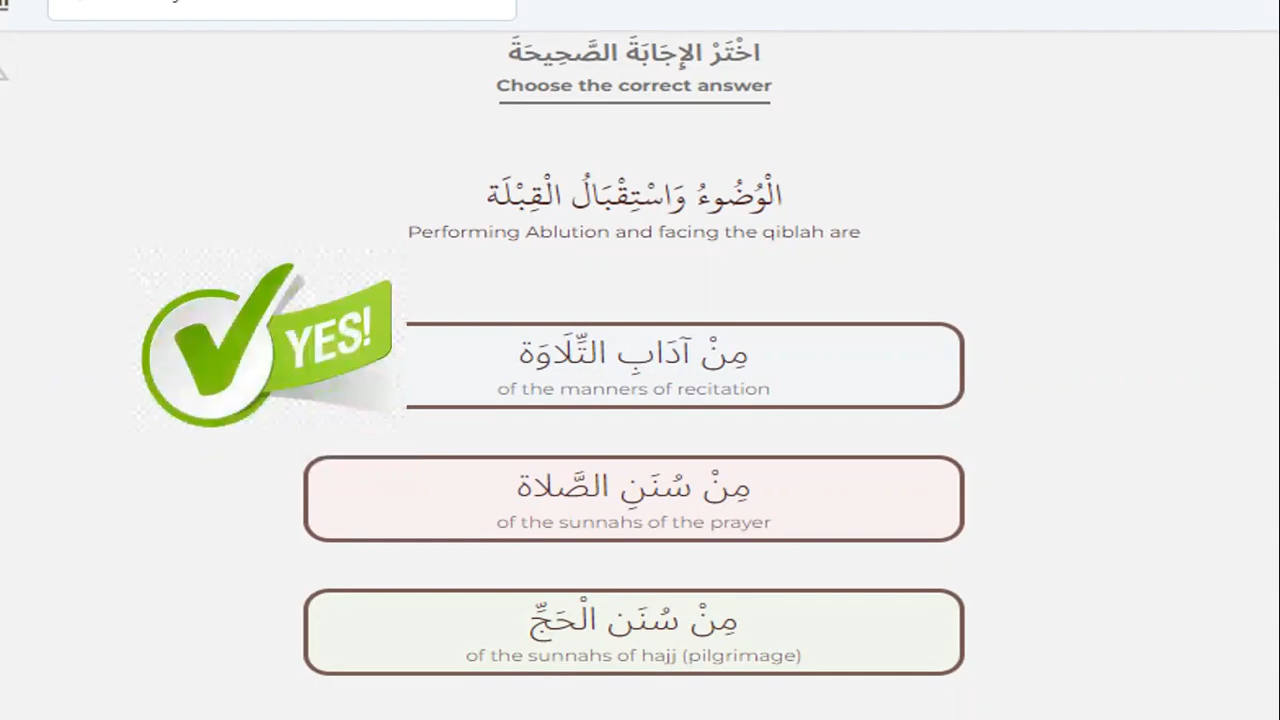 اخْتَرْ الإِجَابَةَ الصَّحِيحَةَ
Choose the correct answer
الْوُضُوءُ وَاسْتِقْبَالُ الْقِبْلَة
Performing Ablution and facing the qiblah are
YES!
مِنْ آدَابِ التِّلَاوَة
of the manners of recitation
مِنْ سُنَنِ الصَّلاة
of the sunnahs of the prayer
مِنْ سُنَن الْحَجِّ
of the sunnahs of hajj (pilgrimage)